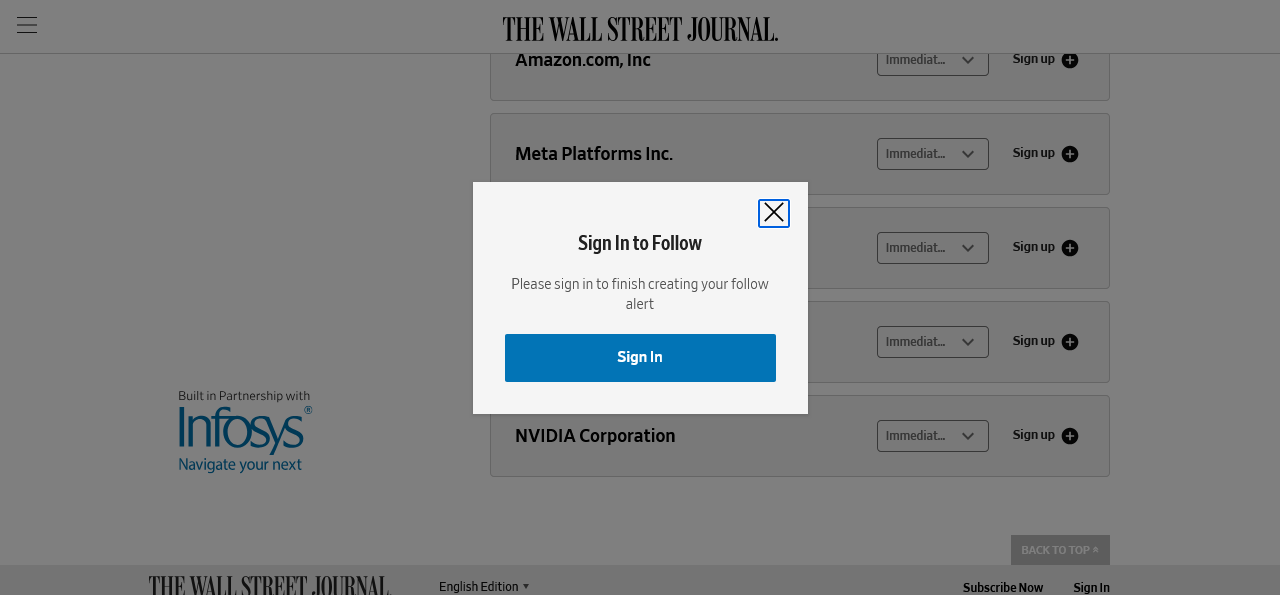 THE WALL STREET JOURNAL.
Amazon.com, Inc
Immediat...
Sign up
Meta Platforms Inc.
Immediat...
Sign up
Immediat...
Sign up
Immediat...
Sign up
Sign In to Follow
Please sign in to finish creating your follow
alert
Sign In
Built in Partnership with
Infosys®
Navigate your next
NVIDIA Corporation
Immediat...
Sign up
BACK TO TOP
THE WALL STREET JOURNAL
English Edition
Subscribe Now
Sign In